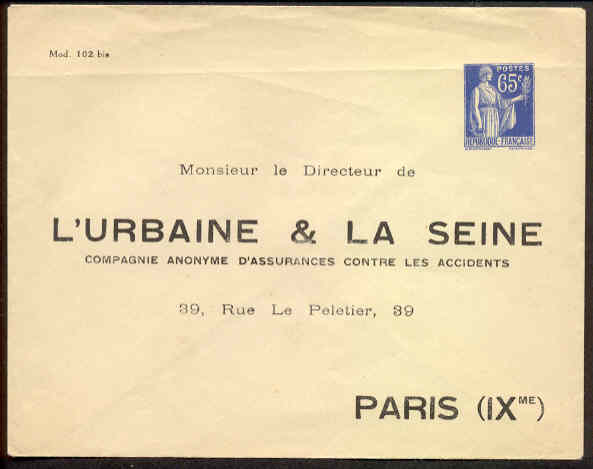 Mod. 102 bis
POSTES
65c
RÉPUBLIQUE FRANÇAISE
Monsieur le Directeur de
L'URBAINE & LA SEINE
COMPAGNIE ANONYME D'ASSURANCES CONTRE LES ACCIDENTS
39, Rue Le Peletier, 39
PARIS (IXME)